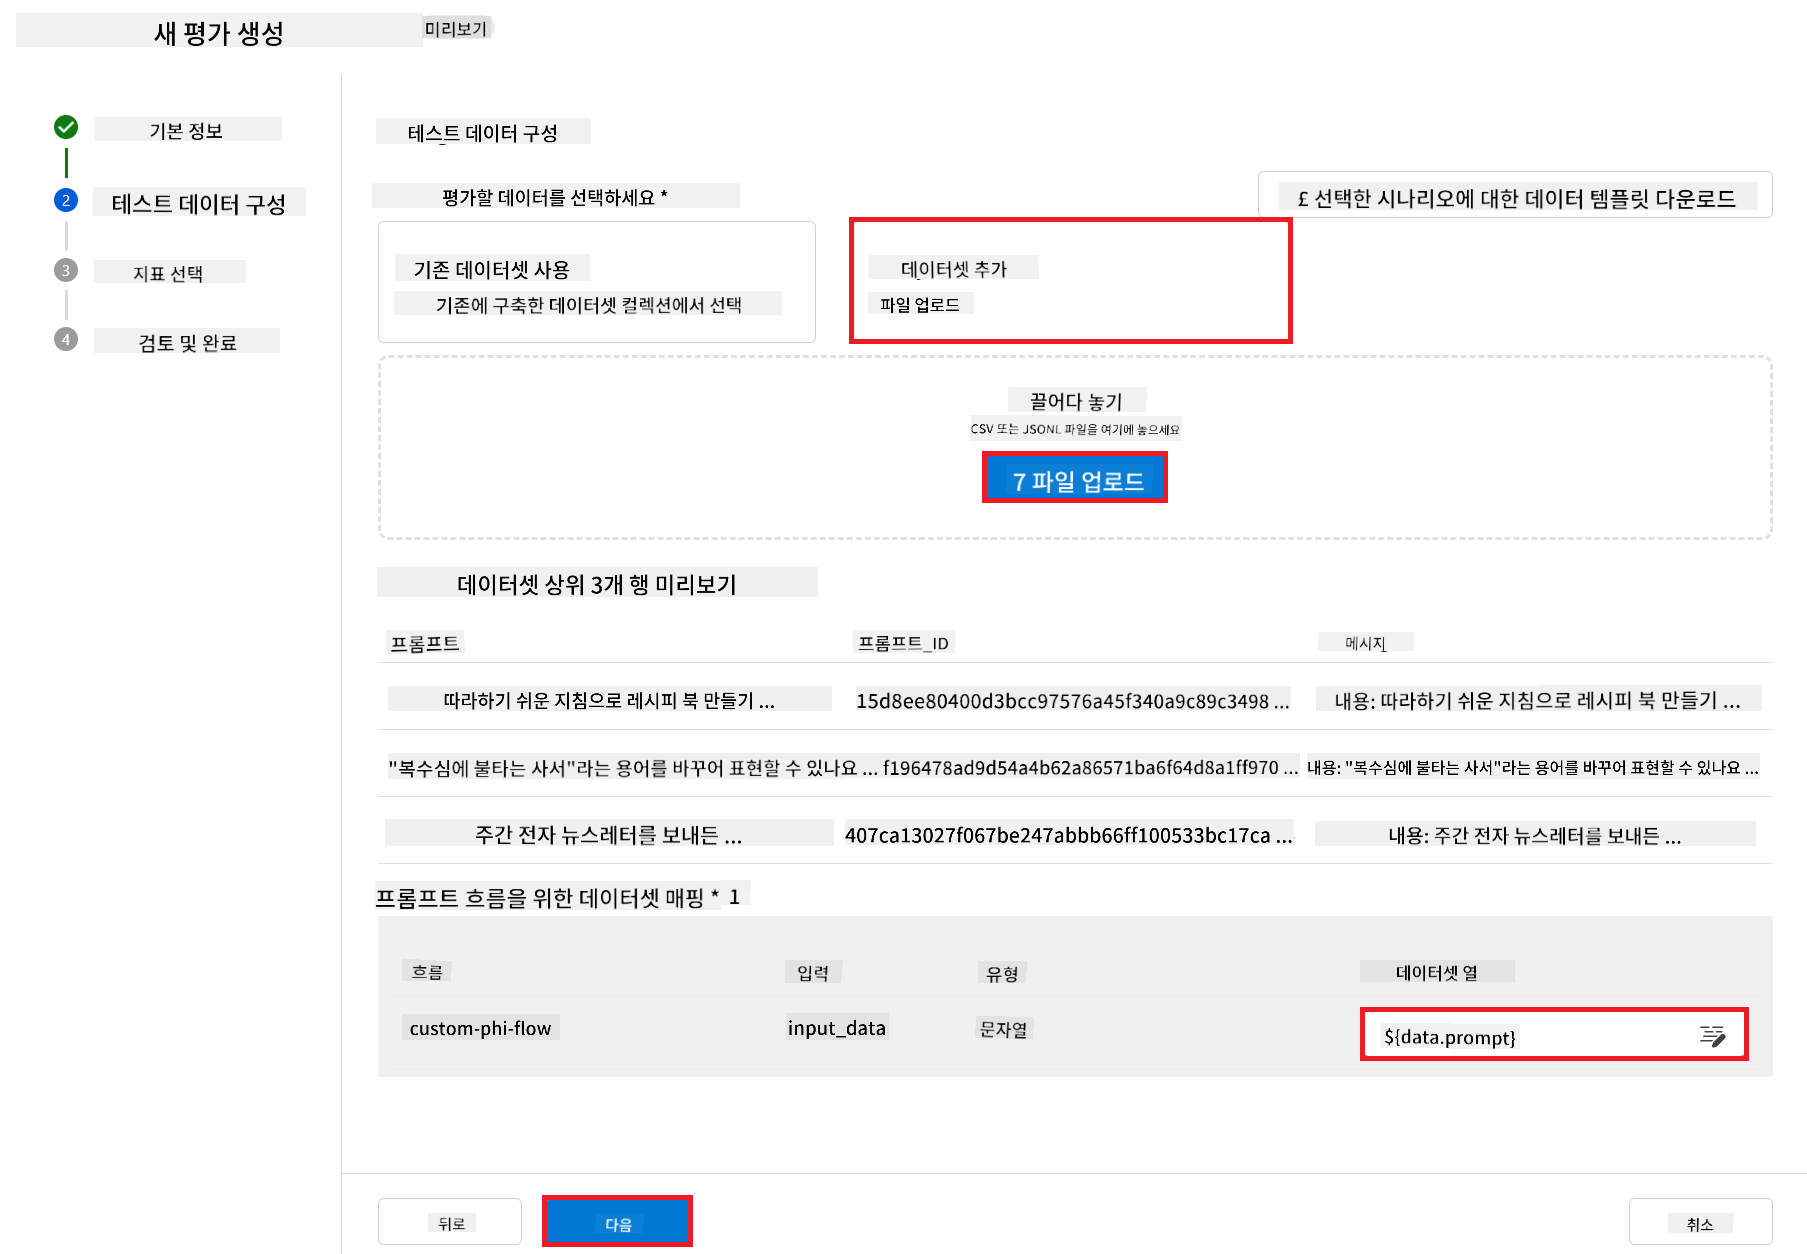 새 평가 생성 미리보기
기본 정보
2 테스트 데이터 구성
3 지표 선택
4 검토 및 완료
테스트 데이터 구성
평가할 데이터를 선택하세요 *
£ 선택한 시나리오에 대한 데이터 템플릿 다운로드
기존 데이터셋 사용
기존에 구축한 데이터셋 컬렉션에서 선택
데이터셋 추가
파일 업로드
끌어다 놓기
CSV 또는 JSONL 파일을 여기에 놓으세요
7 파일 업로드
데이터셋 상위 3개 행 미리보기
프롬프트 프롬프트_ID 메시지
따라하기 쉬운 지침으로 레시피 북 만들기 ... 15d8ee80400d3bcc97576a45f340a9c89c3498 ... 내용: 따라하기 쉬운 지침으로 레시피 북 만들기 ...
"복수심에 불타는 사서"라는 용어를 바꾸어 표현할 수 있나요 ... f196478ad9d54a4b62a86571ba6f64d8a1ff970 ... 내용: "복수심에 불타는 사서"라는 용어를 바꾸어 표현할 수 있나요 ...
주간 전자 뉴스레터를 보내든 ... 407ca13027f067be247abbb66ff100533bc17ca ... 내용: 주간 전자 뉴스레터를 보내든 ...
프롬프트 흐름을 위한 데이터셋 매핑 * 1
흐름 입력 유형 데이터셋 열
custom-phi-flow input_data 문자열 ${data.prompt}
뒤로 다음 취소